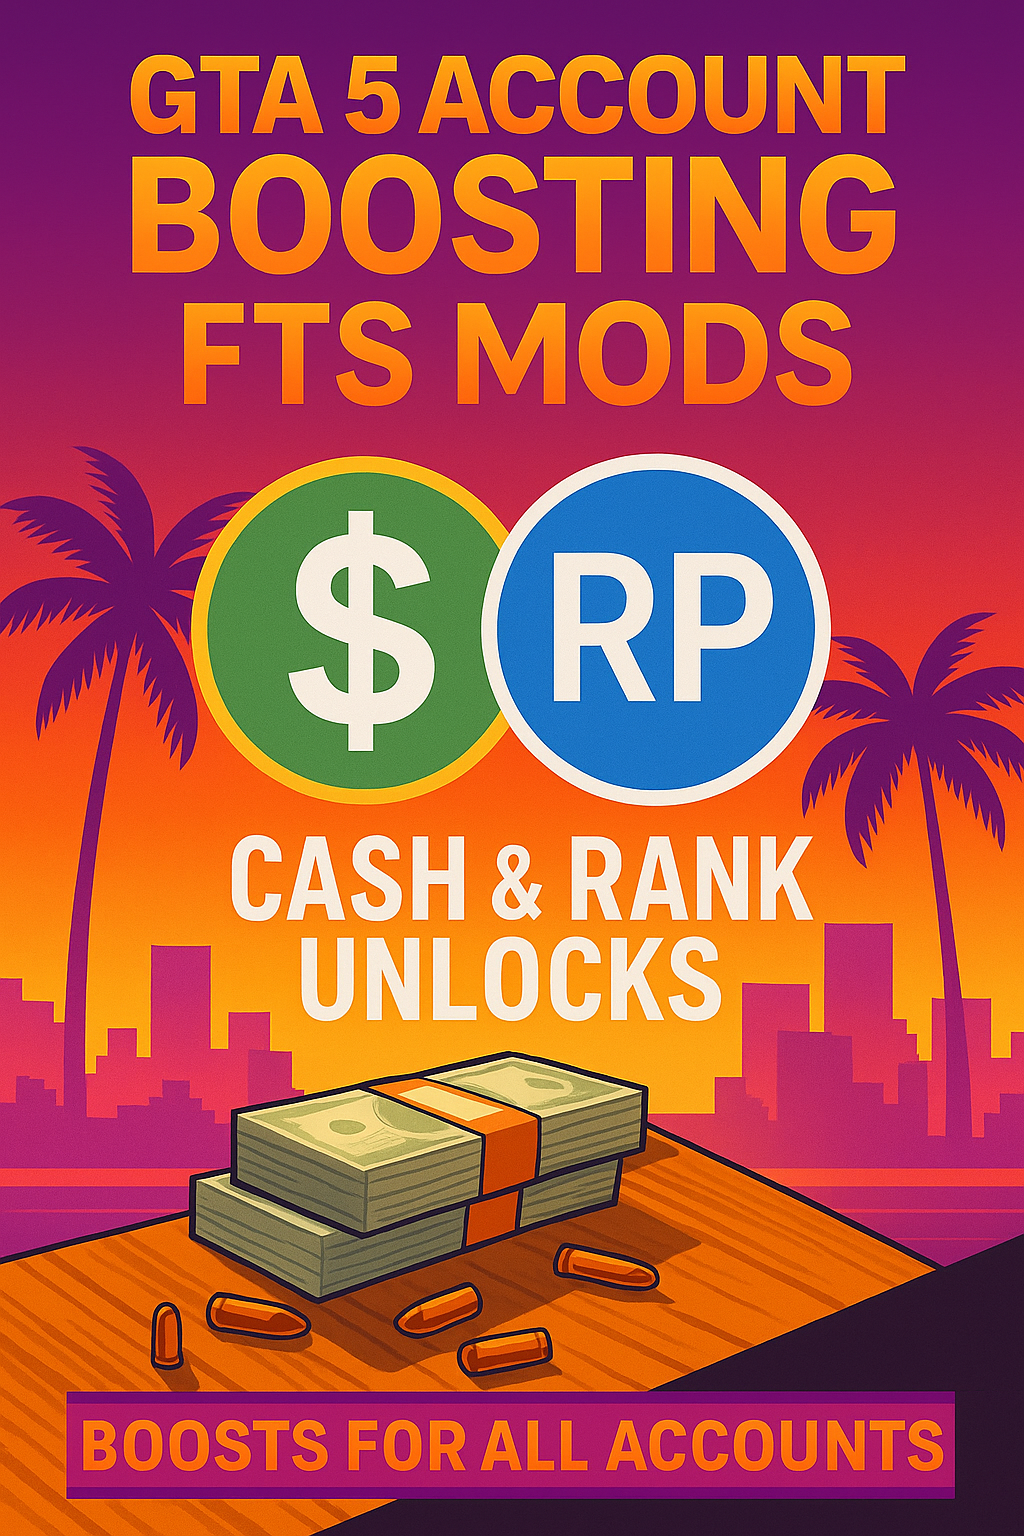 GTA 5 ACCOUNT
BOOSTING
FTS MODS
$ RP
CASH & RANK
UNLOCKS
BOOSTS FOR ALL ACCOUNTS